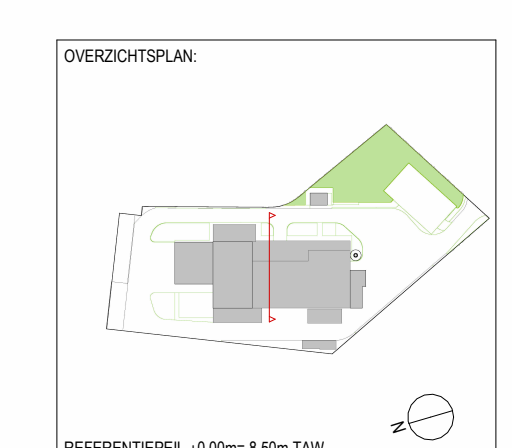 OVERZICHTSPLAN:
N
REFERENTIEPEIL +0.00m= 8.50m TAW